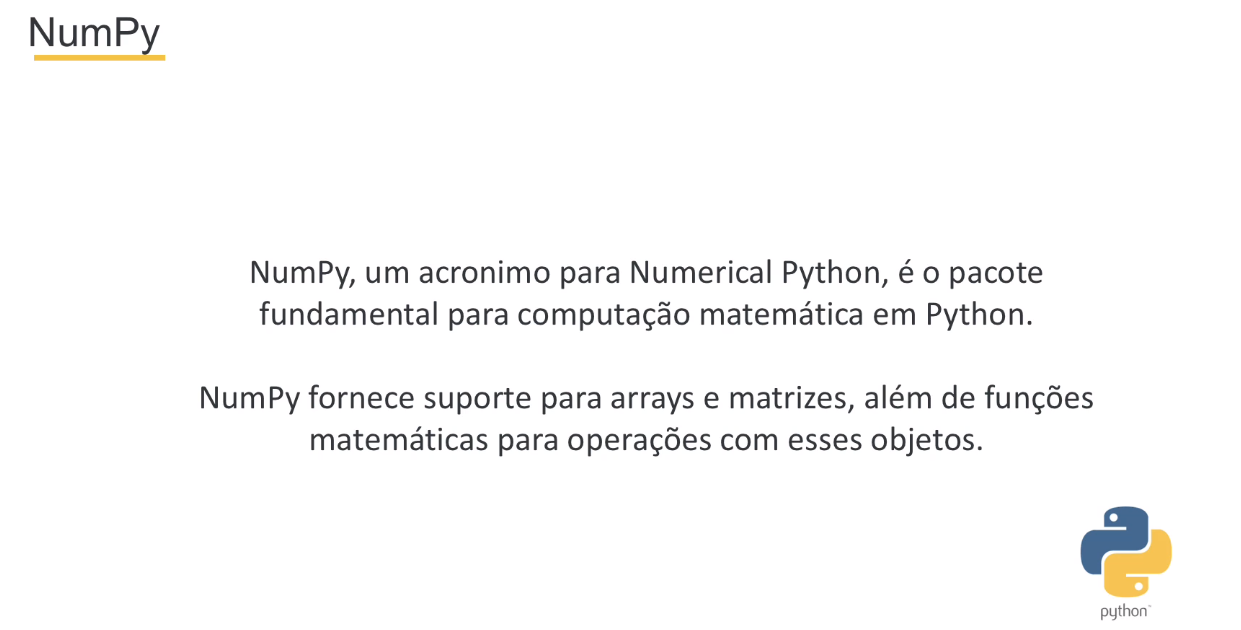 NumPy
NumPy, um acronimo para Numerical Python, é o pacote
fundamental para computação matemática em Python.
NumPy fornece suporte para arrays e matrizes, além de funções
matemáticas para operações com esses objetos.
python™